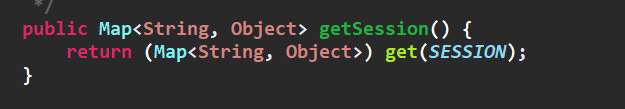 */
public Map<String, Object> getSession() {
    return (Map<String, Object>) get(SESSION);
}